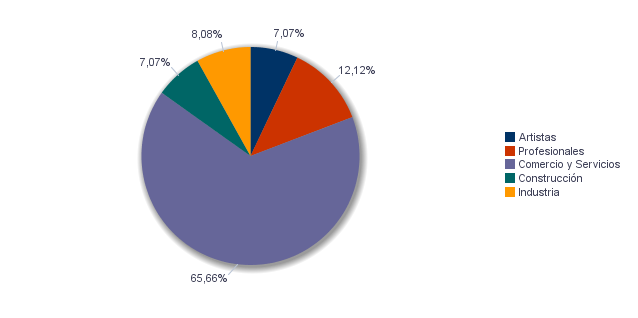 8,08%
7,07%
7,07%
12,12%
65,66%
Artistas
Profesionales
Comercio y Servicios
Construcción
Industria